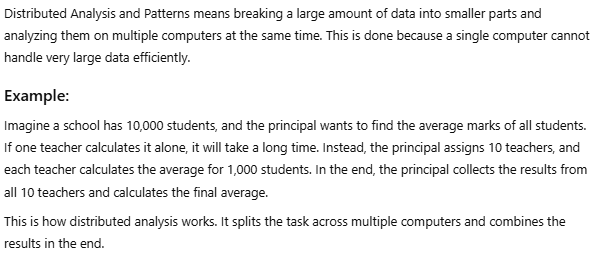 Distributed Analysis and Patterns means breaking a large amount of data into smaller parts and
analyzing them on multiple computers at the same time. This is done because a single computer cannot
handle very large data efficiently.
Example:
Imagine a school has 10,000 students, and the principal wants to find the average marks of all students.
If one teacher calculates it alone, it will take a long time. Instead, the principal assigns 10 teachers, and
each teacher calculates the average for 1,000 students. In the end, the principal collects the results from
all 10 teachers and calculates the final average.
This is how distributed analysis works. It splits the task across multiple computers and combines the
results in the end.